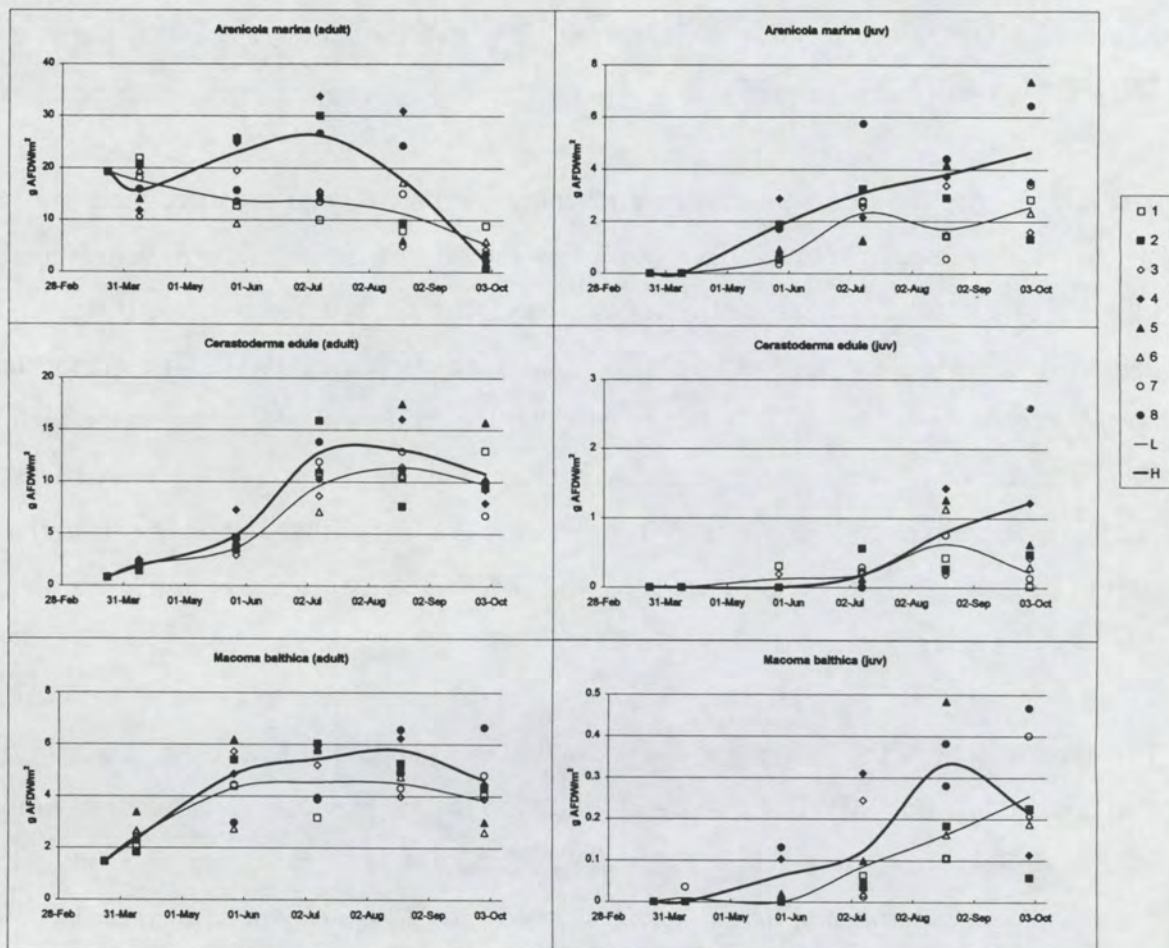 Arenicola marina (adult)
g AFDW/m²
40
30
20
10
0
28-Feb 31-Mar 01-May 01-Jun 02-Jul 02-Aug 02-Sep 03-Oct
Arenicola marina (juv)
g AFDW/m²
8
6
4
2
0
28-Feb 31-Mar 01-May 01-Jun 02-Jul 02-Aug 02-Sep 03-Oct
Cerastoderma edule (adult)
g AFDW/m²
20
15
10
5
0
28-Feb 31-Mar 01-May 01-Jun 02-Jul 02-Aug 02-Sep 03-Oct
Cerastoderma edule (juv)
g AFDW/m²
3
2
1
0
28-Feb 31-Mar 01-May 01-Jun 02-Jul 02-Aug 02-Sep 03-Oct
Macoma balthica (adult)
g AFDW/m²
8
6
4
2
0
28-Feb 31-Mar 01-May 01-Jun 02-Jul 02-Aug 02-Sep 03-Oct
Macoma balthica (juv)
g AFDW/m²
0.5
0.4
0.3
0.2
0.1
0
28-Feb 31-Mar 01-May 01-Jun 02-Jul 02-Aug 02-Sep 03-Oct
1
2
3
4
5
6
7
8
L
H